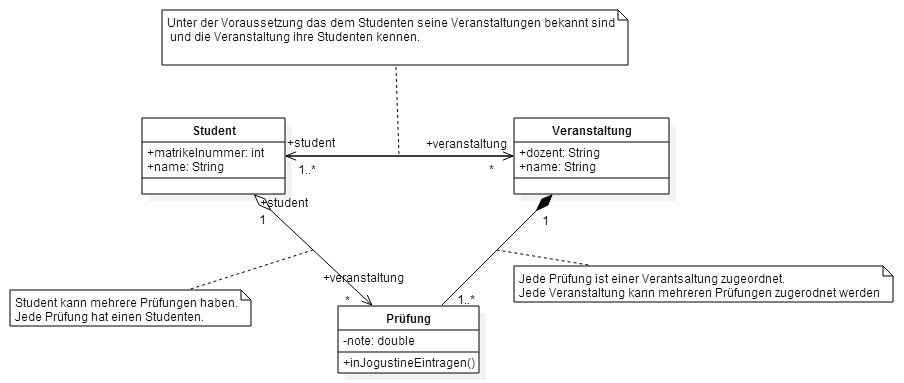 Unter der Voraussetzung das dem Studenten seine Veranstaltungen bekannt sind
und die Veranstaltung ihre Studenten kennen.
Student
+matrikelnummer: int
+name: String
+student
1..*
+veranstaltung
*
Veranstaltung
+dozent: String
+name: String
+student
1
1
+veranstaltung
*
1..*
Student kann mehrere Prüfungen haben.
Jede Prüfung hat einen Studenten.
Jede Prüfung ist einer Verantsaltung zugeordnet.
Jede Veranstaltung kann mehreren Prüfungen zugerodnet werden
Prüfung
-note: double
+inJogustineEintragen()